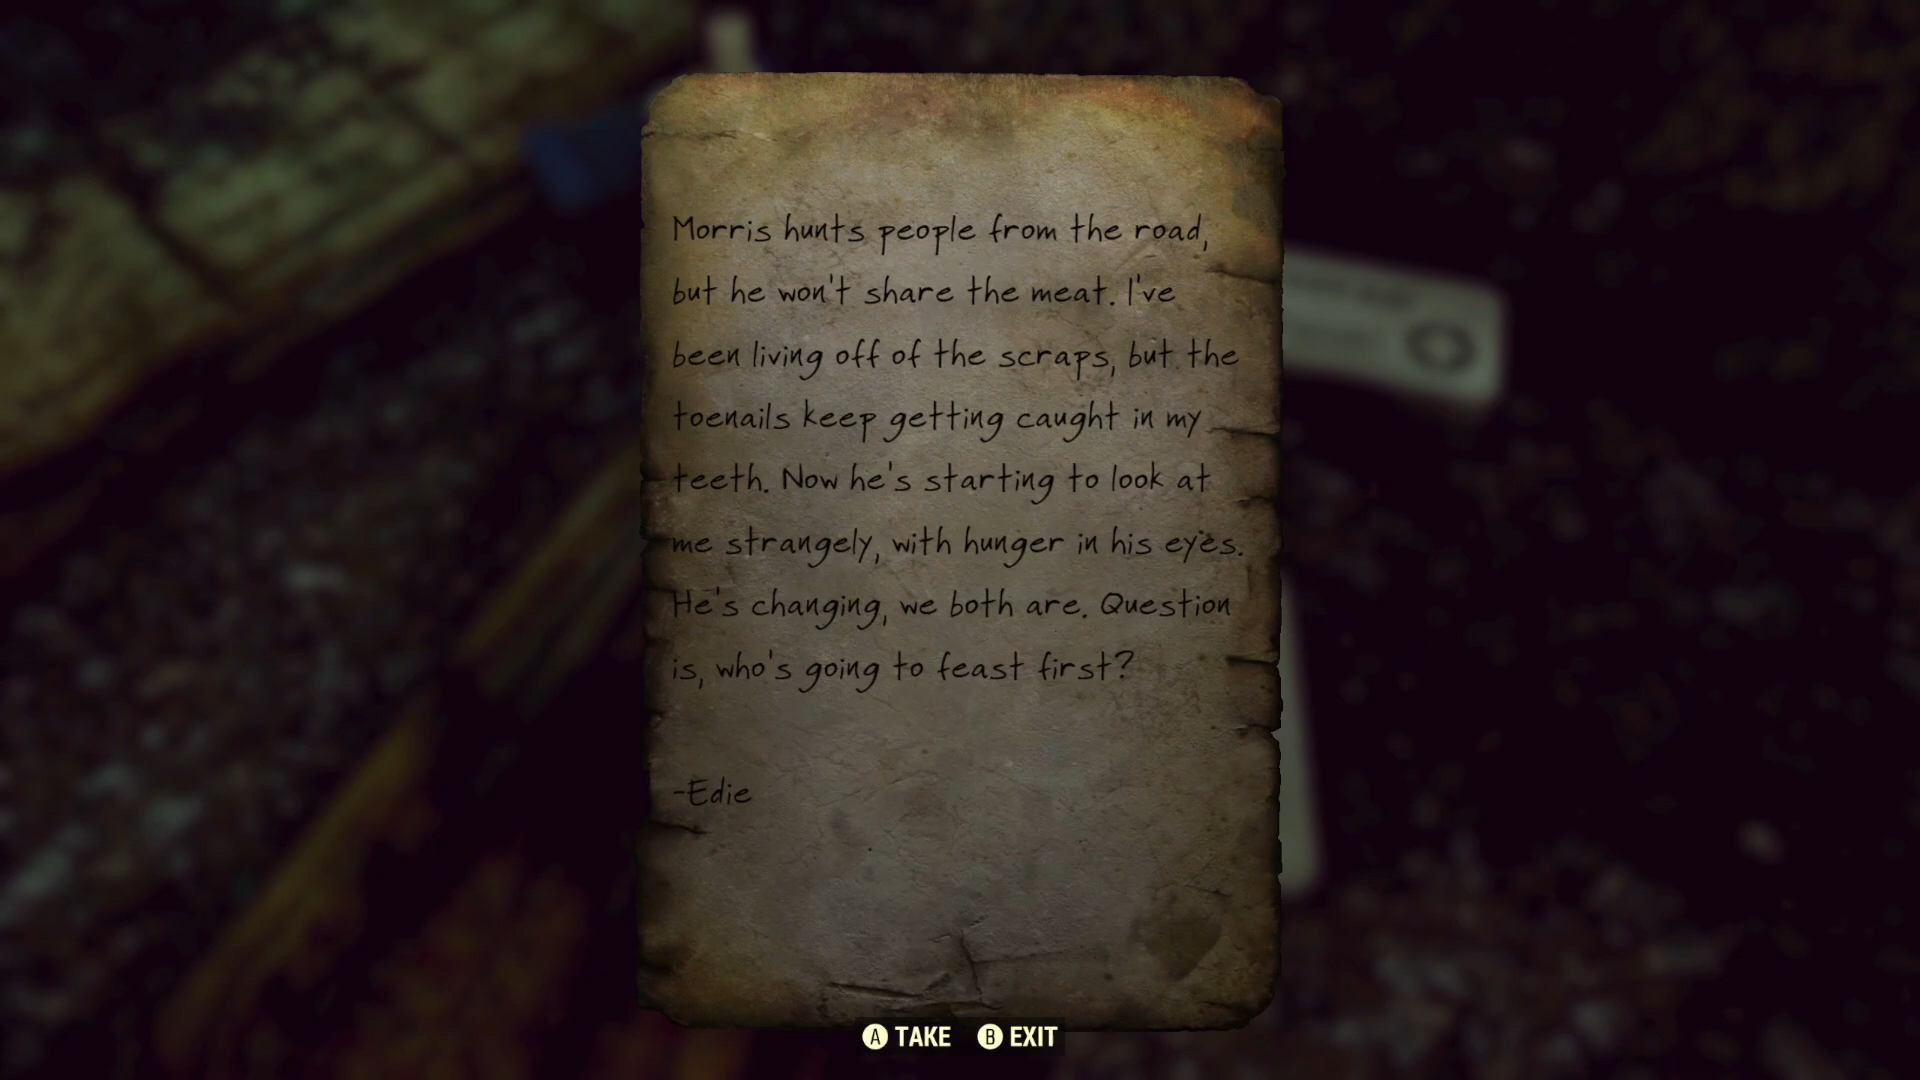 Morris hunts people from the road,
but he won't share the meat. I've
been living off of the scraps, but the
toenails keep getting caught in my
teeth. Now he's starting to look at
me strangely, with hunger in his eyes.
He's changing, we both are. Question
is, who's going to feast first?
-Edie
A TAKE B EXIT